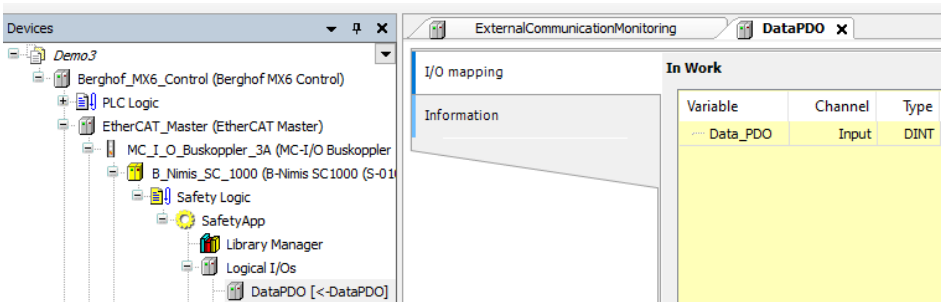 Devices
Demo3
Berghof_MX6_Control (Berghof MX6 Control)
PLC Logic
EtherCAT_Master (EtherCAT Master)
MC_I_O_Buskoppler_3A (MC-I/O Buskoppler
B_Nimis_SC_1000 (B-Nimis SC1000 (S-01
Safety Logic
SafetyApp
Library Manager
Logical I/Os
DataPDO [<-DataPDO]
ExternalCommunicationMonitoring
DataPDO
I/O mapping
Information
In Work
Variable Channel Type
Data_PDO Input DINT